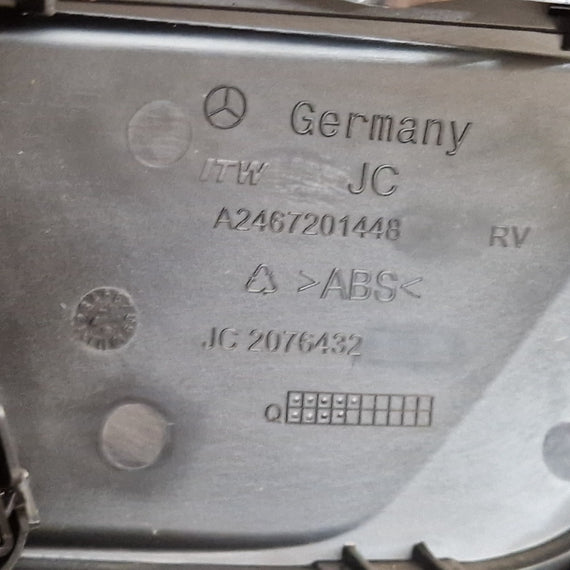 Germany
ITW JC
A2467201448 RV
>ABS<
JC 2076432
Q